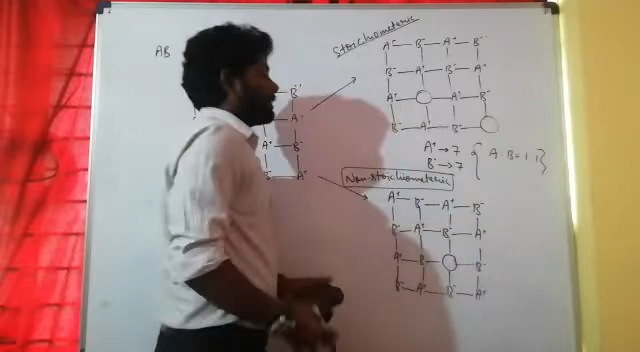 AB
B⁻
A⁺
A⁺ — B⁻
B⁻ — A⁺
Stoichiometric
A⁺ — B⁻ — A⁺ — B⁻
B⁻ — A⁺ — B⁻ — A⁺
A⁺ — ○ — A⁺ — B⁻
B⁻ — A⁺ — B⁻ — ○
A⁺ → 7
B⁻ → 7
{ A : B = 1 : 1 }
Non-stoichiometric
A⁺ — B⁻ — A⁺ — B⁻
B⁻ — A⁺ — B⁻ — A⁺
A⁺ — B⁻ — ○ — B⁻
B⁻ — A⁺ — B⁻ — A⁺